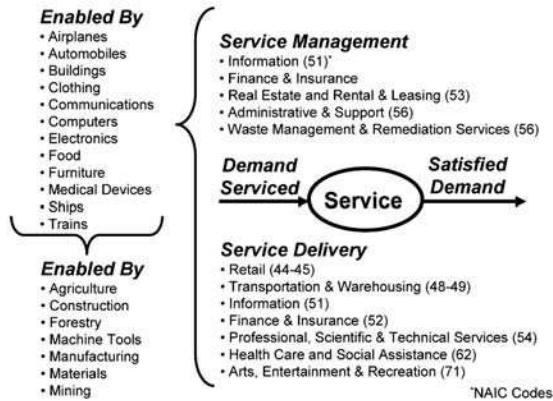 Enabled By
• Airplanes
• Automobiles
• Buildings
• Clothing
• Communications
• Computers
• Electronics
• Food
• Furniture
• Medical Devices
• Ships
• Trains
Enabled By
• Agriculture
• Construction
• Forestry
• Machine Tools
• Manufacturing
• Materials
• Mining
Service Management
• Information (51)*
• Finance & Insurance
• Real Estate and Rental & Leasing (53)
• Administrative & Support (56)
• Waste Management & Remediation Services (56)
Demand
Serviced
Service
Satisfied
Demand
Service Delivery
• Retail (44-45)
• Transportation & Warehousing (48-49)
• Information (51)
• Finance & Insurance (52)
• Professional, Scientific & Technical Services (54)
• Health Care and Social Assistance (62)
• Arts, Entertainment & Recreation (71)
*NAIC Codes